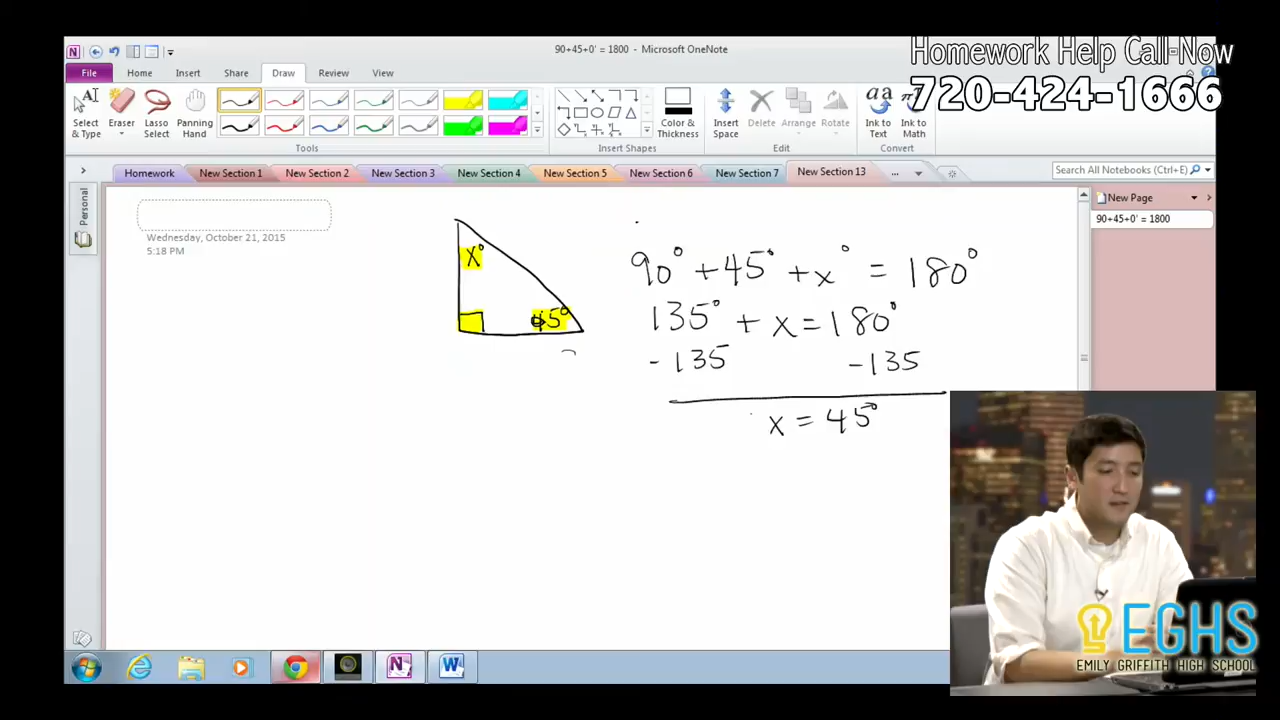 90+45+0' = 1800 - Microsoft OneNote
Homework Help Call-Now
720-424-1666
File Home Insert Share Draw Review View
Select & Type
Eraser
Lasso Select
Panning Hand
Color & Thickness
Insert Space
Delete
Arrange
Rotate
Ink to Text
Ink to Math
Tools Insert Shapes Edit Convert
Homework New Section 1 New Section 2 New Section 3 New Section 4 New Section 5 New Section 6 New Section 7 New Section 13 ...
Search All Notebooks (Ctrl+E)
Personal
New Page
90+45+0' = 1800
Wednesday, October 21, 2015
5:18 PM
x°
45°
90° + 45° + x° = 180°
135° + x = 180°
-135 -135
x = 45°
EGHS
EMILY GRIFFITH HIGH SCHOOL